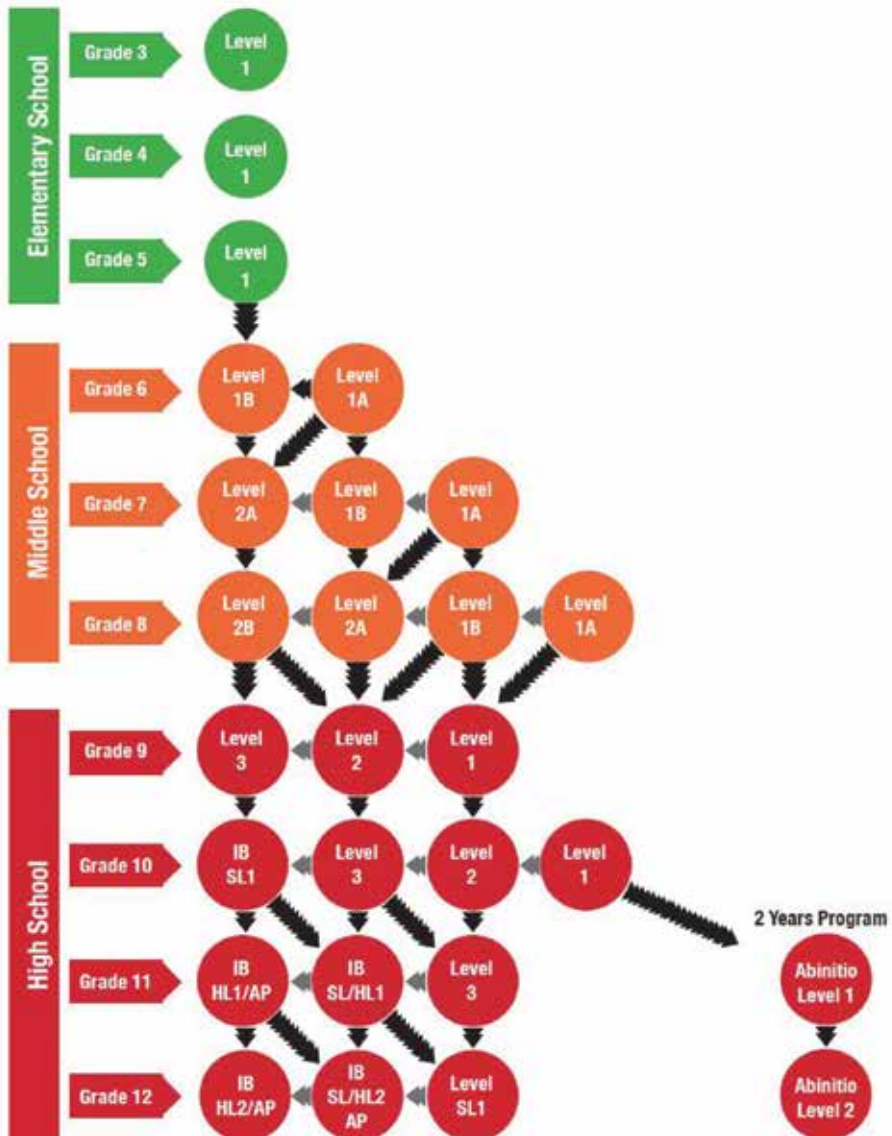 Elementary School
Grade 3
Level
1
Grade 4
Level
1
Grade 5
Level
1
Middle School
Grade 6
Level
1B
Level
1A
Grade 7
Level
2A
Level
1B
Level
1A
Grade 8
Level
2B
Level
2A
Level
1B
Level
1A
High School
Grade 9
Level
3
Level
2
Level
1
Grade 10
IB
SL1
Level
3
Level
2
Level
1
2 Years Program
Grade 11
IB
HL1/AP
IB
SL/HL1
Level
3
Abinitio
Level 1
Grade 12
IB
HL2/AP
IB
SL/HL2
AP
Level
SL1
Abinitio
Level 2